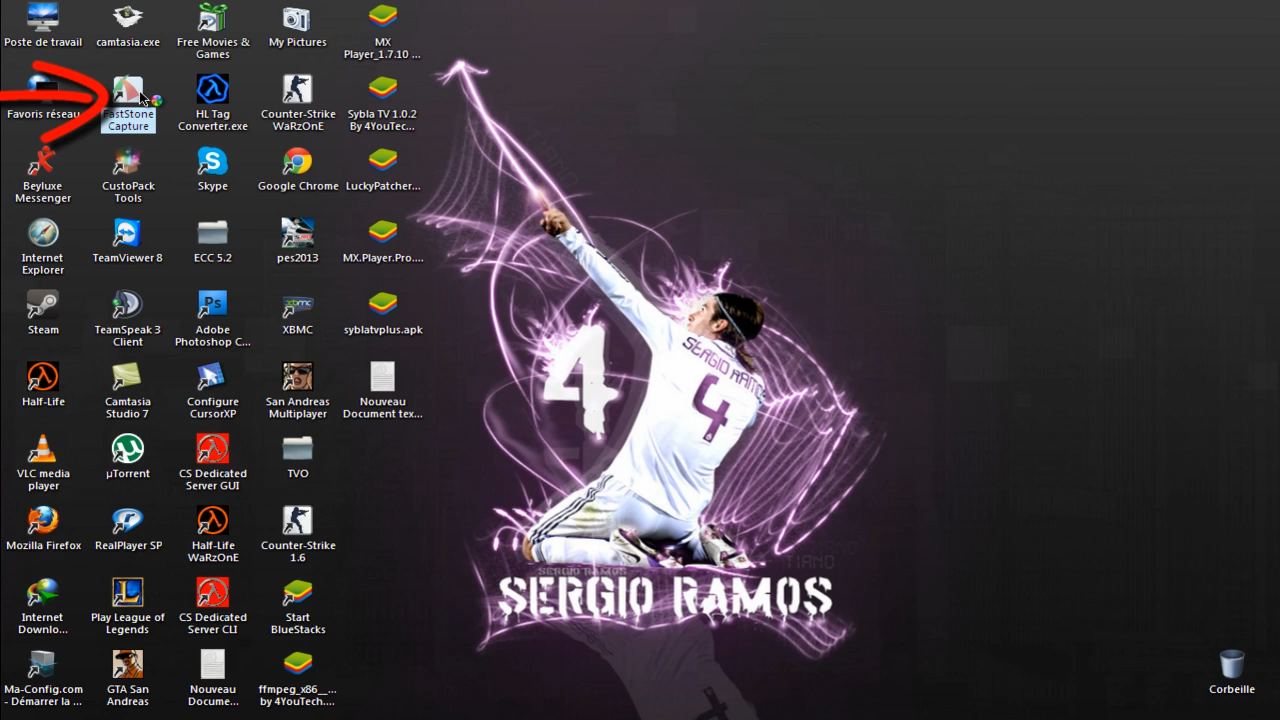 Poste de travail
camtasia.exe
Free Movies &
Games
My Pictures
MX
Player_1.7.10 ...
Favoris réseau
FastStone
Capture
HL Tag
Converter.exe
Counter-Strike
WaRzOnE
Sybla TV 1.0.2
By 4YouTec...
Beyluxe
Messenger
CustoPack
Tools
Skype
Google Chrome
LuckyPatcher...
Internet
Explorer
TeamViewer 8
ECC 5.2
pes2013
MX.Player.Pro....
Steam
TeamSpeak 3
Client
Ps
Adobe
Photoshop C...
xbmc
XBMC
syblatvplus.apk
Half-Life
Camtasia
Studio 7
Configure
CursorXP
San Andreas
Multiplayer
Nouveau
Document tex...
VLC media
player
µTorrent
CS Dedicated
Server GUI
TVO
Mozilla Firefox
RealPlayer SP
Half-Life
WaRzOnE
Counter-Strike
1.6
Internet
Downlo...
Play League of
Legends
CS Dedicated
Server CLI
Start
BlueStacks
Ma-Config.com
- Démarrer la ...
GTA San
Andreas
Nouveau
Docume...
ffmpeg_x86__...
by 4YouTech....
4
SERGIO RAMOS
4
SERGIO RAMOS
SERGIO RAMOS
Corbeille